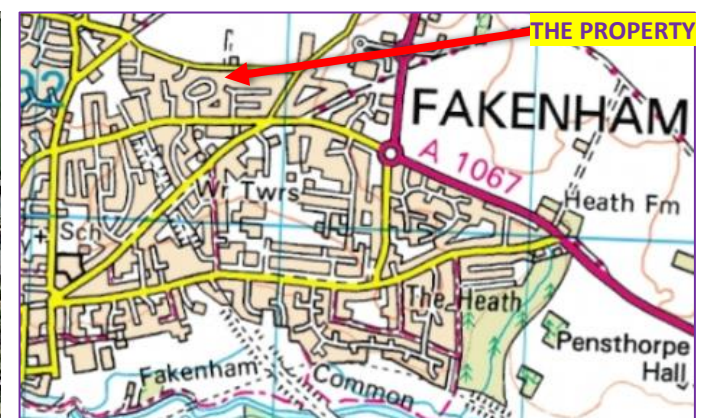 THE PROPERTY
FAKENHAM
A 1067
Wr Twrs
Heath Fm
Sch
The Heath
Pensthorpe
Hall
Fakenham
Common